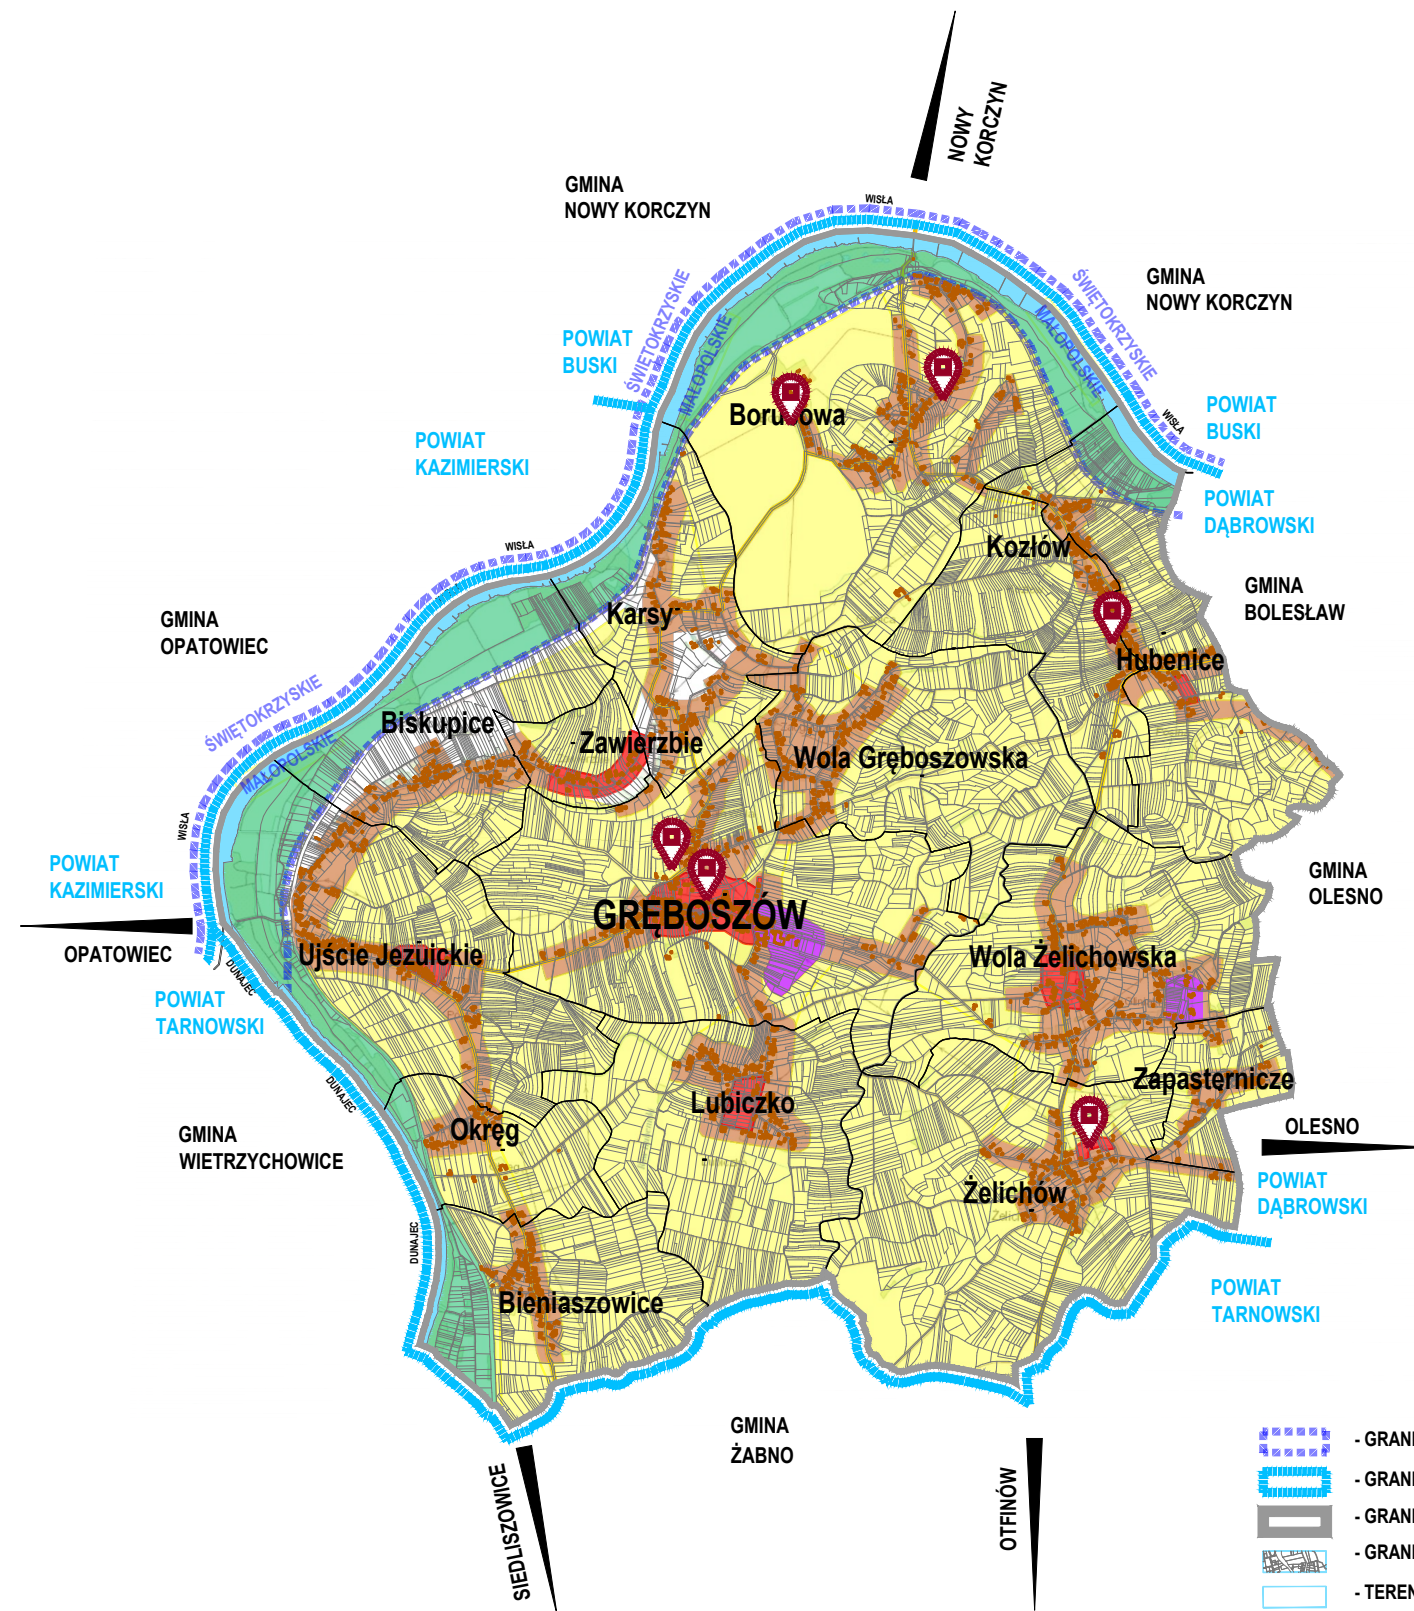 NOWY
KORCZYN
GMINA
NOWY KORCZYN
WISŁA
GMINA
NOWY KORCZYN
ŚWIĘTOKRZYSKIE
MAŁOPOLSKIE
ŚWIĘTOKRZYSKIE
MAŁOPOLSKIE
POWIAT
BUSKI
POWIAT
KAZIMIERSKI
Borusowa
WISŁA
POWIAT
BUSKI
POWIAT
DĄBROWSKI
WISŁA
Kozłów
GMINA
BOLESŁAW
GMINA
OPATOWIEC
Karsy
Hubenice
ŚWIĘTOKRZYSKIE
MAŁOPOLSKIE
Biskupice
Zawierzbie
Wola Gręboszowska
WISŁA
POWIAT
KAZIMIERSKI
GMINA
OLESNO
GRĘBOSZÓW
OPATOWIEC
Ujście Jezuickie
Wola Żelichowska
DUNAJEC
POWIAT
TARNOWSKI
DUNAJEC
Zapasternicze
Lubiczko
Okręg
GMINA
WIETRZYCHOWICE
OLESNO
POWIAT
DĄBROWSKI
Żelichów
DUNAJEC
Bieniaszowice
POWIAT
TARNOWSKI
GMINA
ŻABNO
SIEDLISZOWICE
OTFINÓW
- GRANI
- GRANI
- GRANI
- GRANI
- TEREN